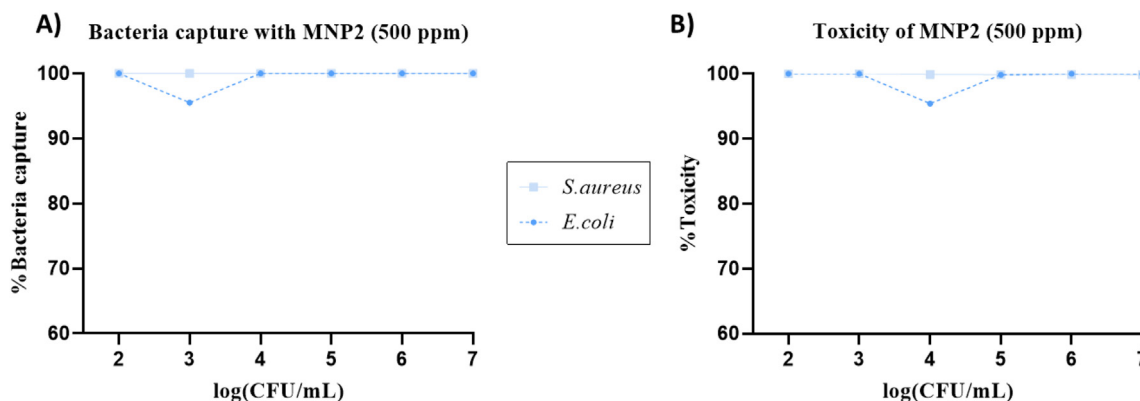 A) Bacteria capture with MNP2 (500 ppm)
%Bacteria capture
100
90
80
70
60
2 3 4 5 6 7
log(CFU/mL)
S.aureus
E.coli
B) Toxicity of MNP2 (500 ppm)
%Toxicity
100
90
80
70
60
2 3 4 5 6 7
log(CFU/mL)